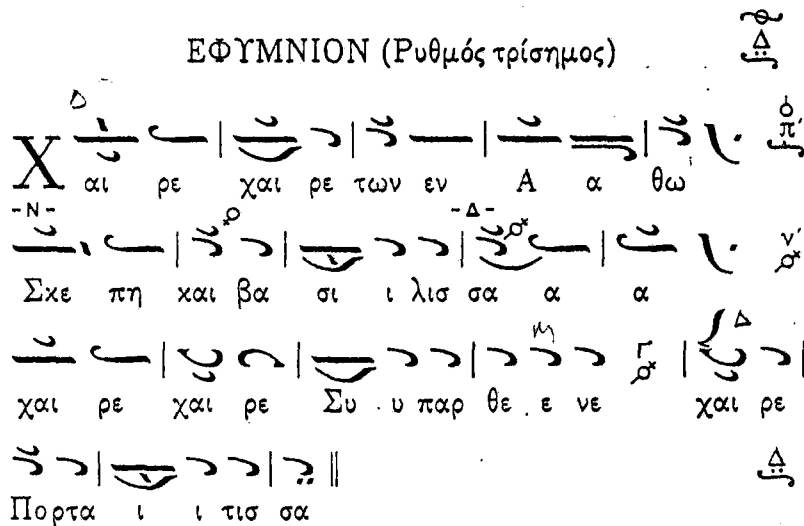 ΕΦΥΜΝΙΟΝ (Ρυθμός τρίσημος) Δ
Δ
Χαι ρε χαι ρε των εν Α α θω π′
-Ν- -Δ-
Σκε πη και βα σι ι λισ σα α α ν′
Μ Δ
χαι ρε χαι ρε Συ υ παρ θε ε νε Γ χαι ρε
Πορτα ι ι τισ σα Δ